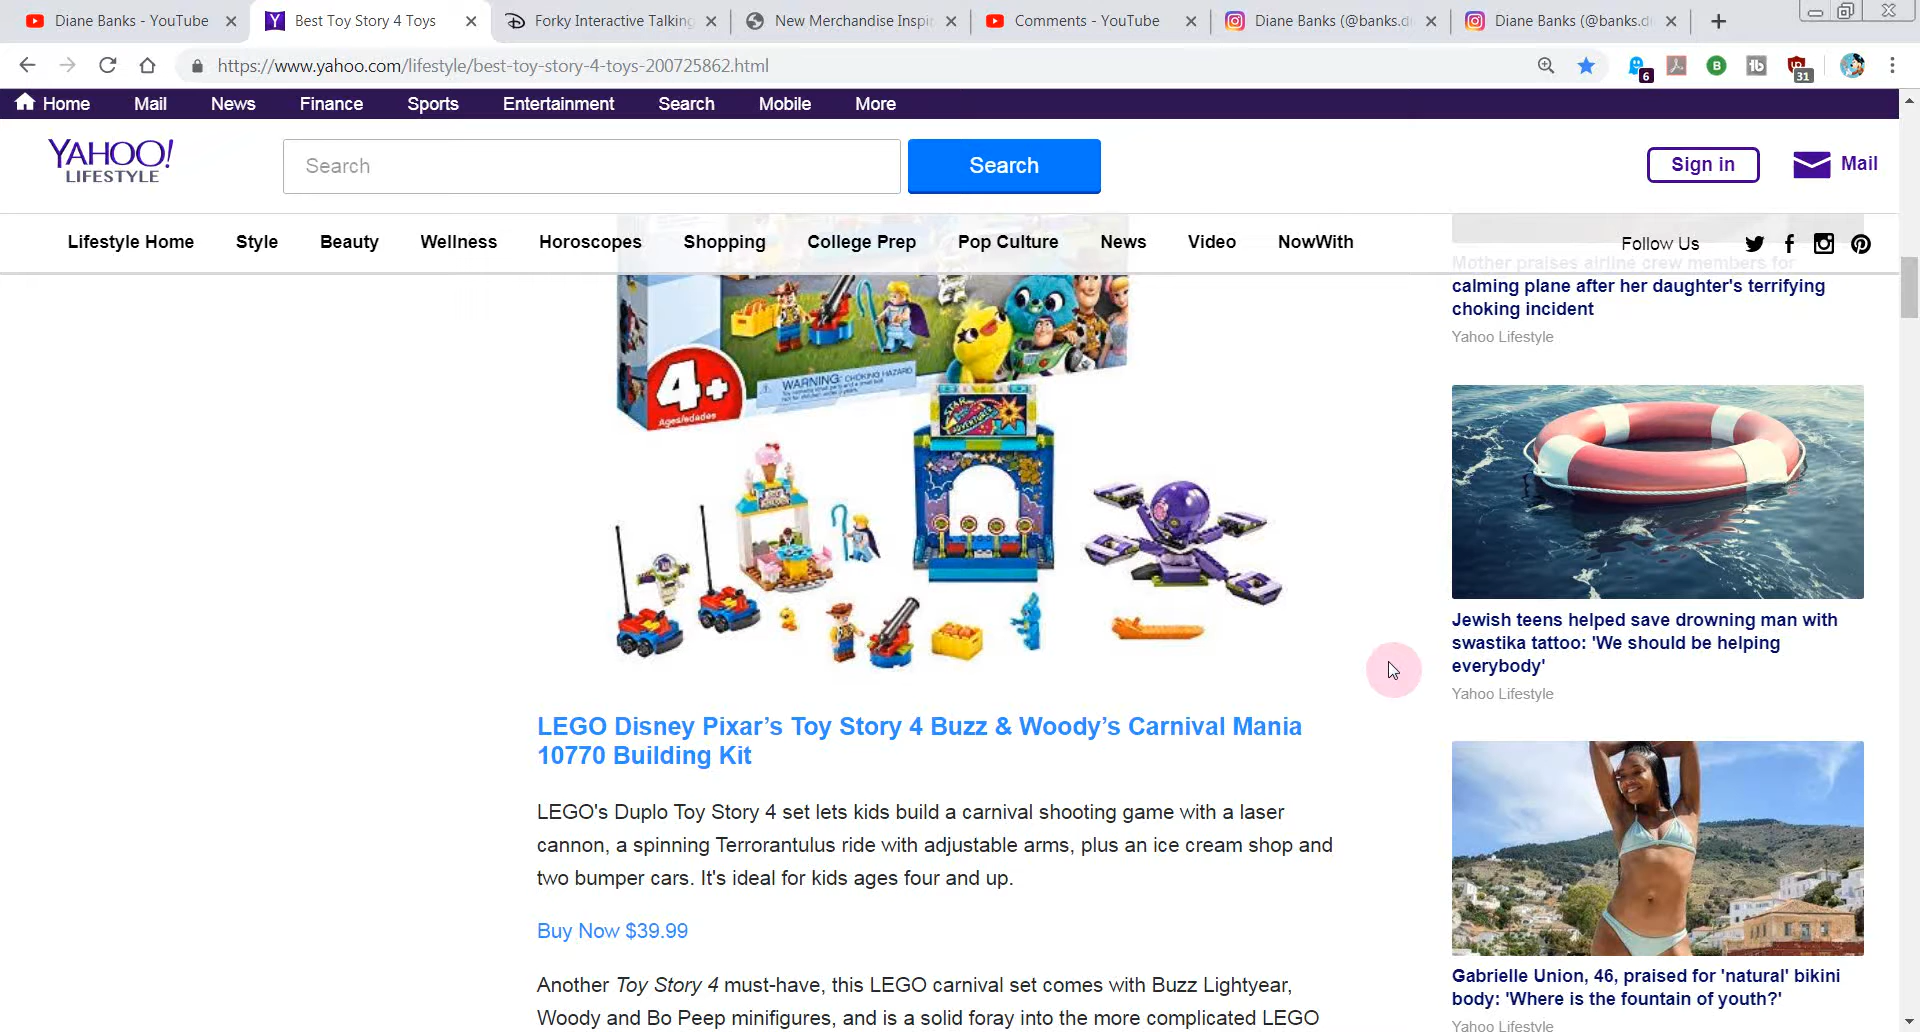 Diane Banks - YouTube
Best Toy Story 4 Toys
Forky Interactive Talking
New Merchandise Inspi
Comments - YouTube
Diane Banks (@banks.d
Diane Banks (@banks.d
https://www.yahoo.com/lifestyle/best-toy-story-4-toys-200725862.html
6
31
Home Mail News Finance Sports Entertainment Search Mobile More
YAHOO!
LIFESTYLE
Search
Search
Sign in
Mail
Lifestyle Home Style Beauty Wellness Horoscopes Shopping College Prep Pop Culture News Video NowWith
Follow Us
4+
Ages/edades
WARNING: CHOKING HAZARD
STAR
ADVENTURER
LEGO Disney Pixar’s Toy Story 4 Buzz & Woody’s Carnival Mania
10770 Building Kit
LEGO's Duplo Toy Story 4 set lets kids build a carnival shooting game with a laser
cannon, a spinning Terrorantulus ride with adjustable arms, plus an ice cream shop and
two bumper cars. It's ideal for kids ages four and up.
Buy Now $39.99
Another Toy Story 4 must-have, this LEGO carnival set comes with Buzz Lightyear,
Woody and Bo Peep minifigures, and is a solid foray into the more complicated LEGO
Mother praises airline crew members for
calming plane after her daughter's terrifying
choking incident
Yahoo Lifestyle
Jewish teens helped save drowning man with
swastika tattoo: 'We should be helping
everybody'
Yahoo Lifestyle
Gabrielle Union, 46, praised for 'natural' bikini
body: 'Where is the fountain of youth?'
Yahoo Lifestyle